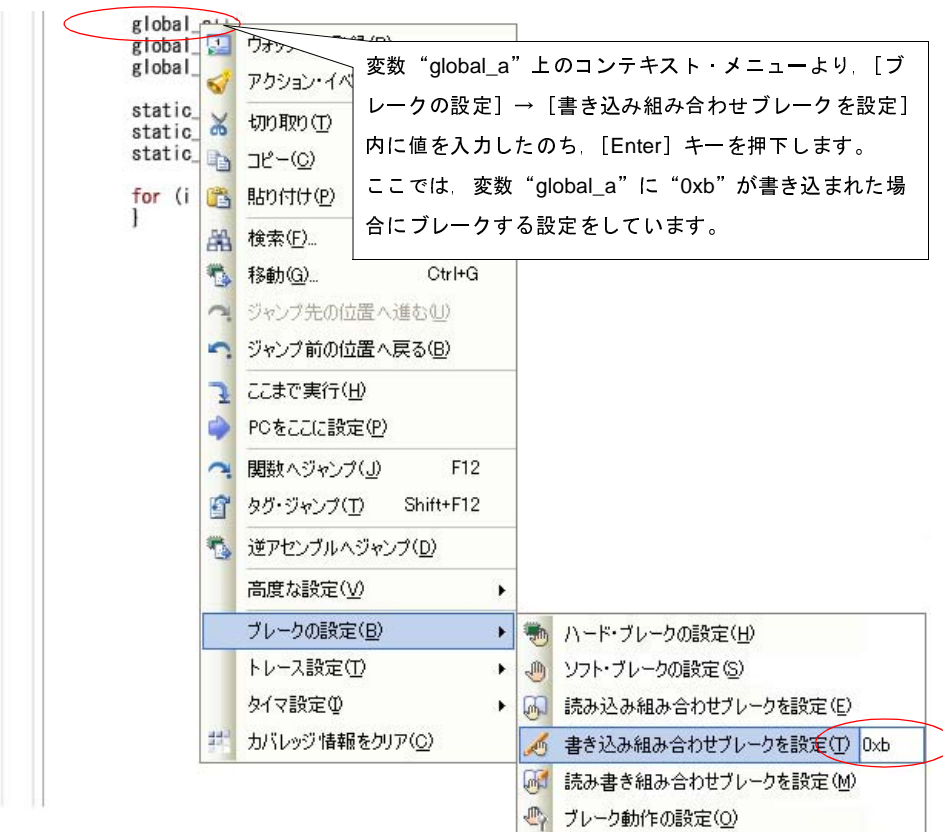 global_a++
global_
global_
static_
static_
static_
for (i
}
変数“global_a”上のコンテキスト・メニューより，［ブ
レークの設定］→［書き込み組み合わせブレークを設定］
内に値を入力したのち，［Enter］キーを押下します。
ここでは，変数“global_a”に“0xb”が書き込まれた場
合にブレークする設定をしています。
アクション・イベ
切り取り(T)
コピー(C)
貼り付け(P)
検索(F)...
移動(G)... Ctrl+G
ジャンプ先の位置へ進む(U)
ジャンプ前の位置へ戻る(B)
ここまで実行(H)
PCをここに設定(P)
関数へジャンプ(J) F12
タグ・ジャンプ(T) Shift+F12
逆アセンブルへジャンプ(D)
高度な設定(V)
ブレークの設定(B)
トレース設定(T)
タイマ設定(I)
カバレッジ情報をクリア(C)
ハード・ブレークの設定(H)
ソフト・ブレークの設定(S)
読み込み組み合わせブレークを設定(E)
書き込み組み合わせブレークを設定(T) 0xb
読み書き組み合わせブレークを設定(M)
ブレーク動作の設定(O)